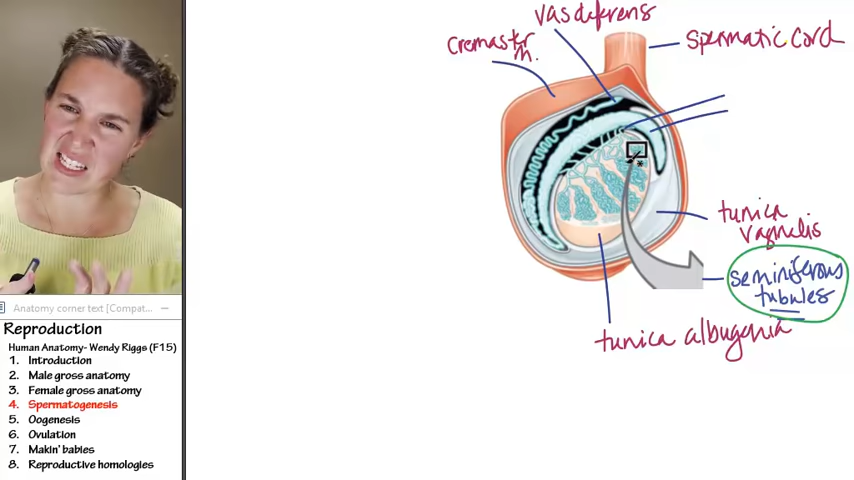 vas deferens
Cremaster
m.
spermatic cord
tunica
vaginalis
seminiferous
tubules
tunica albugenia
Anatomy corner text [Compat...
Reproduction
Human Anatomy- Wendy Riggs (F15)
1. Introduction
2. Male gross anatomy
3. Female gross anatomy
4. Spermatogenesis
5. Oogenesis
6. Ovulation
7. Makin' babies
8. Reproductive homologies